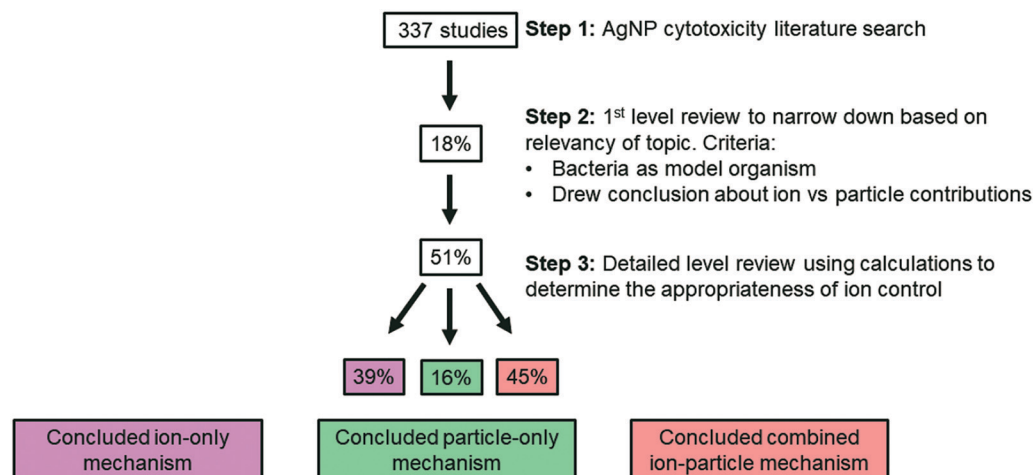 337 studies
Step 1: AgNP cytotoxicity literature search
18%
Step 2: 1st level review to narrow down based on
relevancy of topic. Criteria:
• Bacteria as model organism
• Drew conclusion about ion vs particle contributions
51%
Step 3: Detailed level review using calculations to
determine the appropriateness of ion control
39%
16%
45%
Concluded ion-only
mechanism
Concluded particle-only
mechanism
Concluded combined
ion-particle mechanism